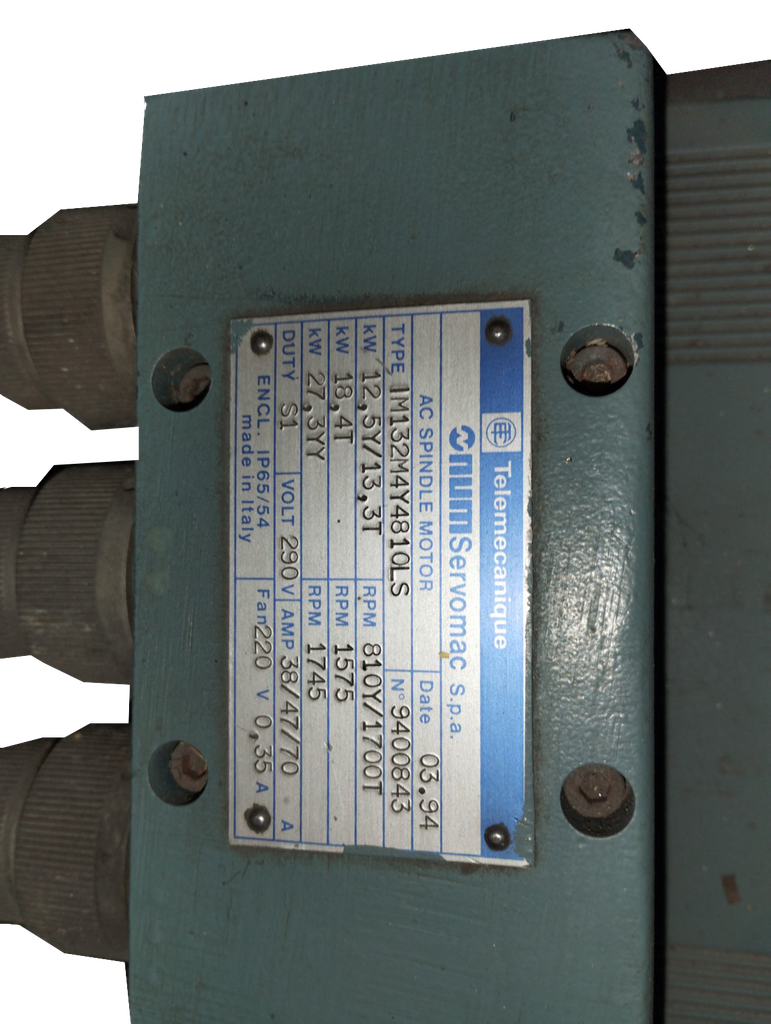 Telemecanique
num Servomac S.p.a.
AC SPINDLE MOTOR Date 03.94
TYPE 1M132M4Y4810LS N° 9400843
kW 12,5Y/13,3T RPM 810Y/1700T
kW 18,4T RPM 1575
kW 27,3YY RPM 1745
DUTY S1 VOLT 290 V AMP 38/47/70 A
ENCL. IP65/54 Fan 220 V 0,35 A
made in Italy